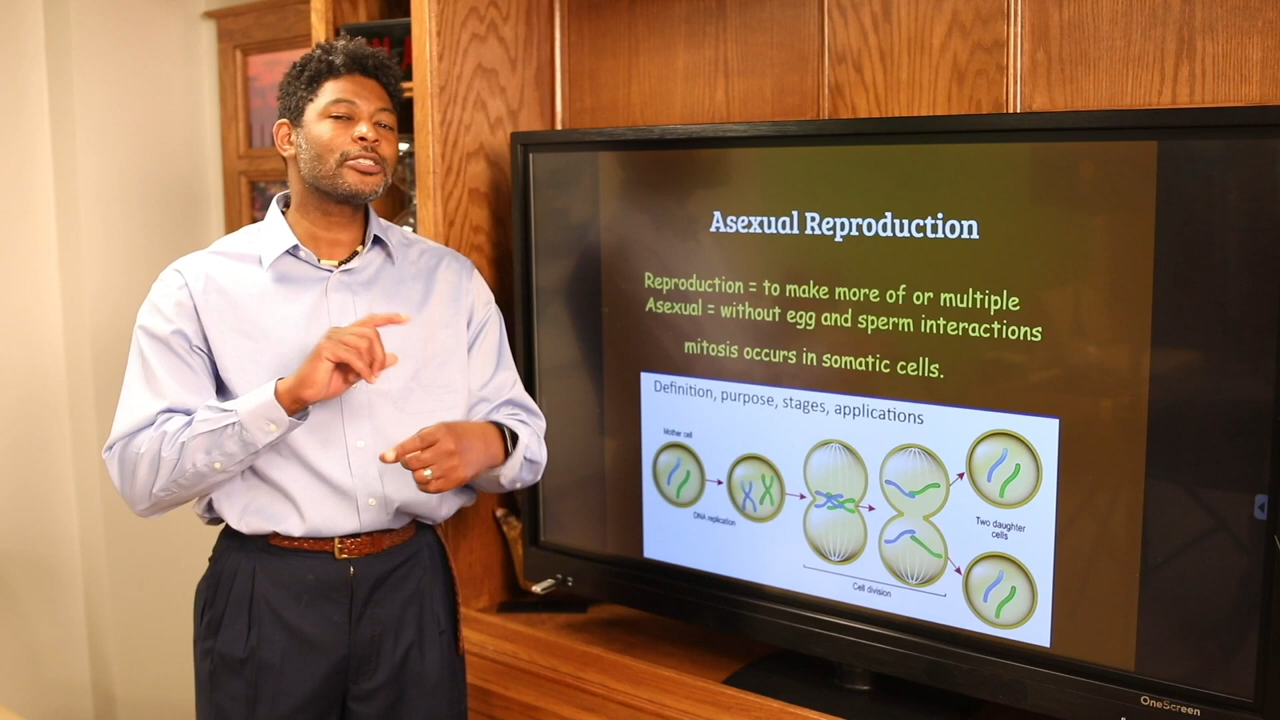 Asexual Reproduction
Reproduction = to make more of or multiple
Asexual = without egg and sperm interactions
mitosis occurs in somatic cells.
Definition, purpose, stages, applications
Mother cell
DNA replication
Cell division
Two daughter
cells
OneScreen